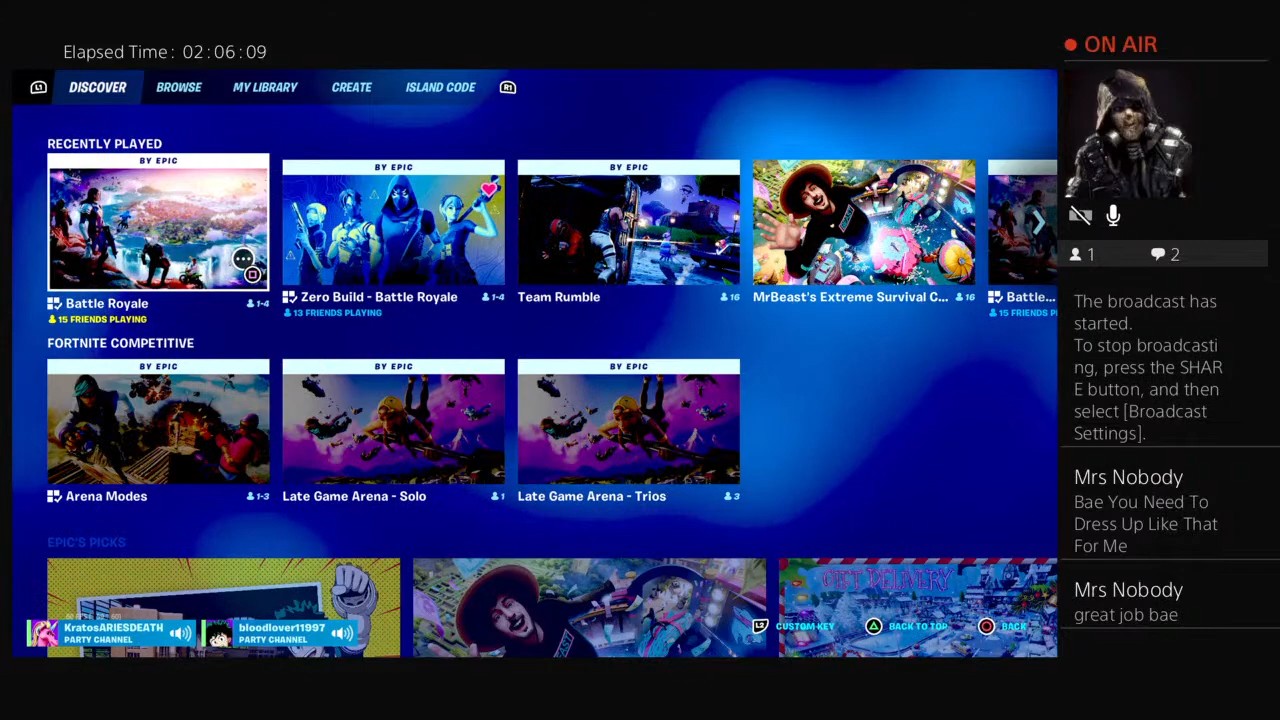 Elapsed Time: 02:06:09
ON AIR
L1 DISCOVER BROWSE MY LIBRARY CREATE ISLAND CODE R1
RECENTLY PLAYED
BY EPIC BY EPIC BY EPIC
Battle Royale 1-4
15 FRIENDS PLAYING
Zero Build - Battle Royale 1-4
13 FRIENDS PLAYING
Team Rumble 16
MrBeast's Extreme Survival C... 16
Battle...
15 FRIENDS P
FORTNITE COMPETITIVE
BY EPIC BY EPIC BY EPIC
Arena Modes 1-3
Late Game Arena - Solo 1
Late Game Arena - Trios 3
EPIC'S PICKS
GIST DELIVERY
KratosARIESDEATH
PARTY CHANNEL
bloodlover11997
PARTY CHANNEL
L2 CUSTOM KEY BACK TO TOP BACK
1 2
The broadcast has
started.
To stop broadcasti
ng, press the SHAR
E button, and then
select [Broadcast
Settings].
Mrs Nobody
Bae You Need To
Dress Up Like That
For Me
Mrs Nobody
great job bae